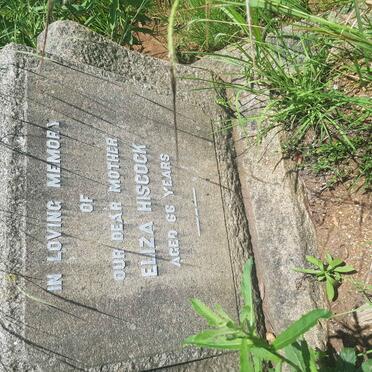 IN LOVING MEMORY
OF
OUR DEAR MOTHER
ELIZA HISCOCK
AGED 66 YEARS